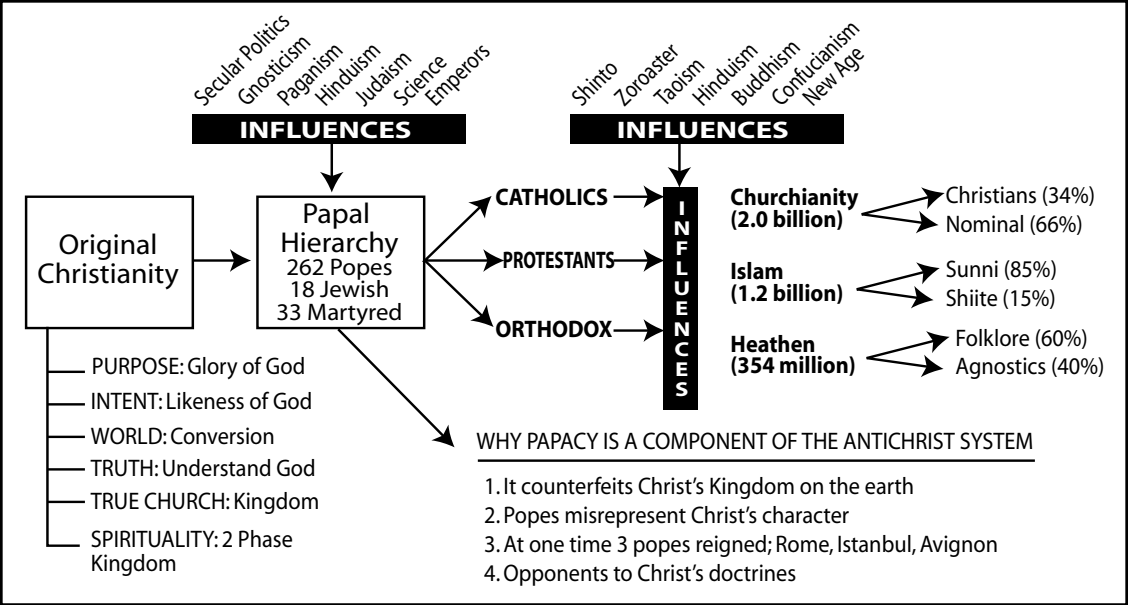 Secular Politics
Gnosticism
Paganism
Hinduism
Judaism
Science
Emperors
INFLUENCES
Shinto
Zoroaster
Taoism
Hinduism
Buddhism
Confucianism
New Age
INFLUENCES
Original
Christianity
Papal
Hierarchy
262 Popes
18 Jewish
33 Martyred
CATHOLICS
PROTESTANTS
ORTHODOX
INFLUENCES
Churchianity
(2.0 billion)
Christians (34%)
Nominal (66%)
Islam
(1.2 billion)
Sunni (85%)
Shiite (15%)
Heathen
(354 million)
Folklore (60%)
Agnostics (40%)
PURPOSE: Glory of God
INTENT: Likeness of God
WORLD: Conversion
TRUTH: Understand God
TRUE CHURCH: Kingdom
SPIRITUALITY: 2 Phase
Kingdom
WHY PAPACY IS A COMPONENT OF THE ANTICHRIST SYSTEM
1. It counterfeits Christ's Kingdom on the earth
2. Popes misrepresent Christ's character
3. At one time 3 popes reigned; Rome, Istanbul, Avignon
4. Opponents to Christ's doctrines